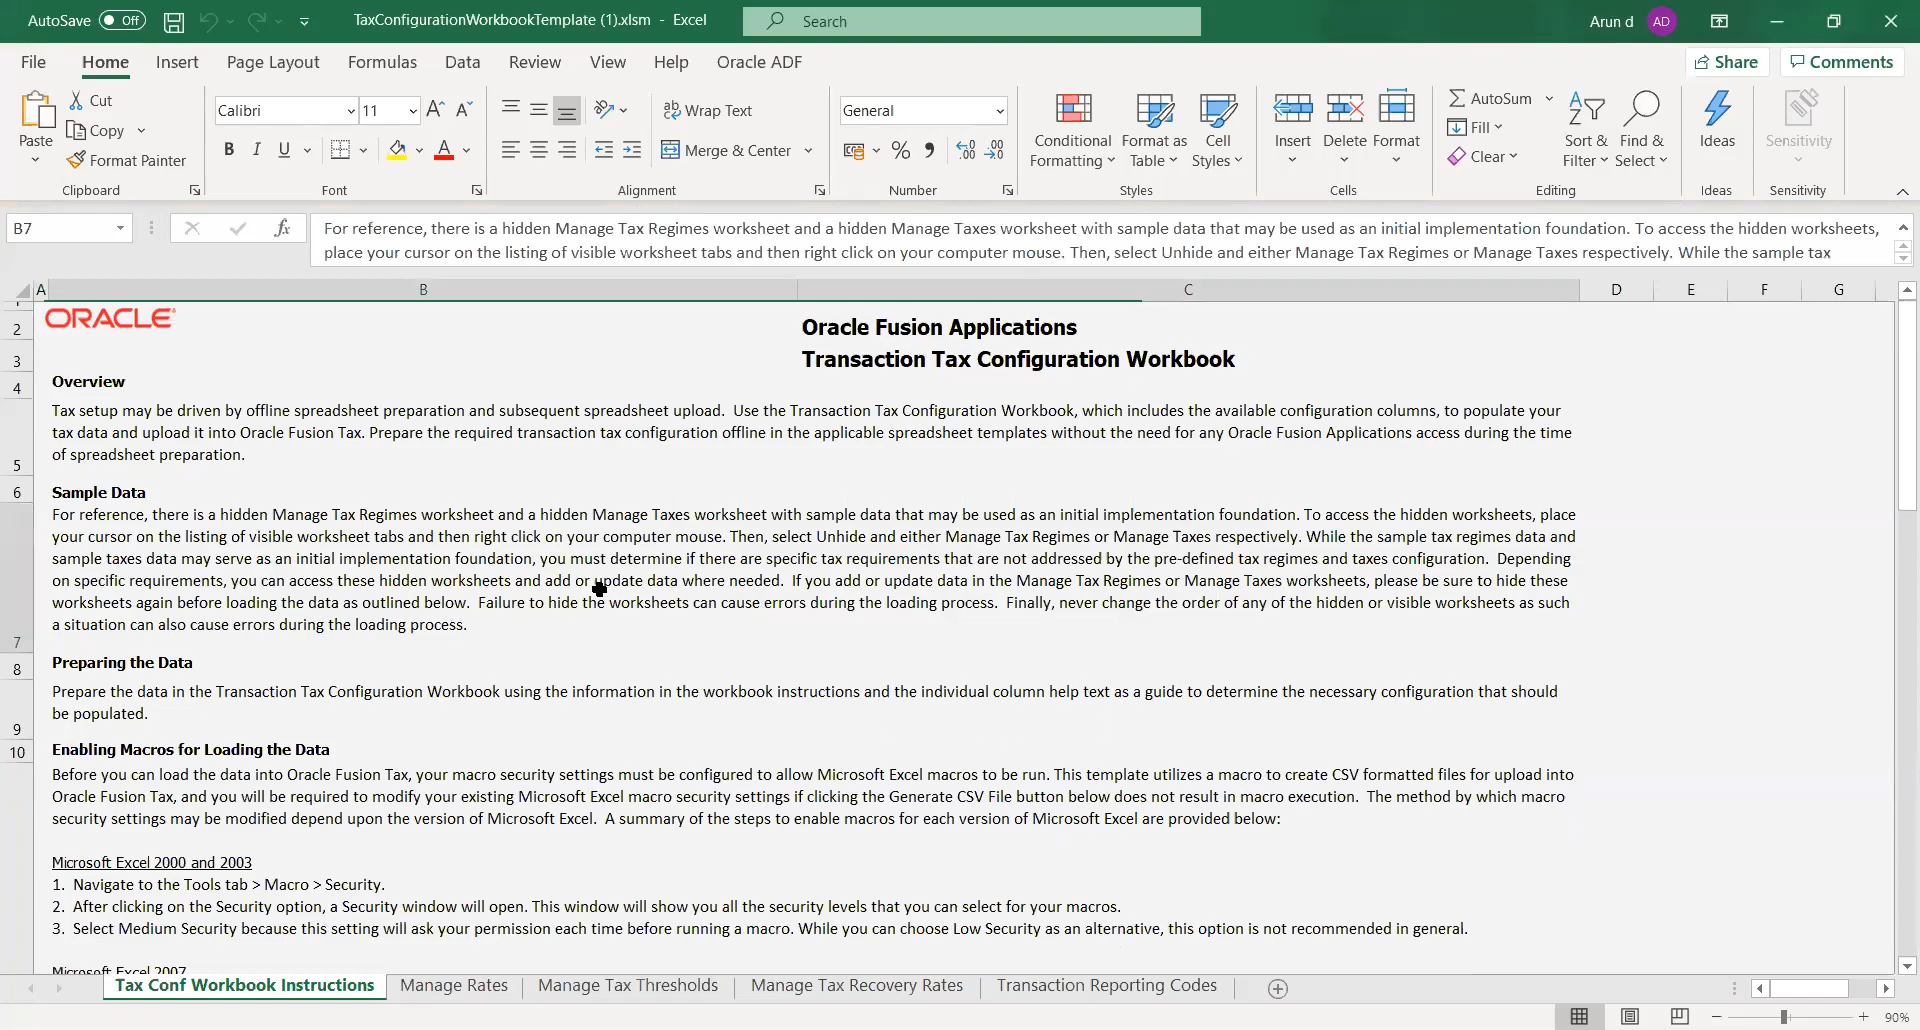 AutoSave Off TaxConfigurationWorkbookTemplate (1).xlsm - Excel Search Arun d AD
File Home Insert Page Layout Formulas Data Review View Help Oracle ADF Share Comments
Paste Cut Copy Format Painter
Calibri 11
B I U A
ab Wrap Text
Merge & Center
General
% , .00
Conditional Formatting Format as Table Cell Styles
Insert Delete Format
AutoSum Fill Clear
Sort & Filter Find & Select
Ideas
Sensitivity
Clipboard Font Alignment Number Styles Cells Editing Ideas Sensitivity
B7 fx For reference, there is a hidden Manage Tax Regimes worksheet and a hidden Manage Taxes worksheet with sample data that may be used as an initial implementation foundation. To access the hidden worksheets,
place your cursor on the listing of visible worksheet tabs and then right click on your computer mouse. Then, select Unhide and either Manage Tax Regimes or Manage Taxes respectively. While the sample tax
A B C D E F G
ORACLE
2 Oracle Fusion Applications
3 Transaction Tax Configuration Workbook
4 Overview
Tax setup may be driven by offline spreadsheet preparation and subsequent spreadsheet upload. Use the Transaction Tax Configuration Workbook, which includes the available configuration columns, to populate your
tax data and upload it into Oracle Fusion Tax. Prepare the required transaction tax configuration offline in the applicable spreadsheet templates without the need for any Oracle Fusion Applications access during the time
5 of spreadsheet preparation.
6 Sample Data
For reference, there is a hidden Manage Tax Regimes worksheet and a hidden Manage Taxes worksheet with sample data that may be used as an initial implementation foundation. To access the hidden worksheets, place
your cursor on the listing of visible worksheet tabs and then right click on your computer mouse. Then, select Unhide and either Manage Tax Regimes or Manage Taxes respectively. While the sample tax regimes data and
sample taxes data may serve as an initial implementation foundation, you must determine if there are specific tax requirements that are not addressed by the pre-defined tax regimes and taxes configuration. Depending
on specific requirements, you can access these hidden worksheets and add or update data where needed. If you add or update data in the Manage Tax Regimes or Manage Taxes worksheets, please be sure to hide these
worksheets again before loading the data as outlined below. Failure to hide the worksheets can cause errors during the loading process. Finally, never change the order of any of the hidden or visible worksheets as such
7 a situation can also cause errors during the loading process.
8 Preparing the Data
Prepare the data in the Transaction Tax Configuration Workbook using the information in the workbook instructions and the individual column help text as a guide to determine the necessary configuration that should
9 be populated.
10 Enabling Macros for Loading the Data
Before you can load the data into Oracle Fusion Tax, your macro security settings must be configured to allow Microsoft Excel macros to be run. This template utilizes a macro to create CSV formatted files for upload into
Oracle Fusion Tax, and you will be required to modify your existing Microsoft Excel macro security settings if clicking the Generate CSV File button below does not result in macro execution. The method by which macro
security settings may be modified depend upon the version of Microsoft Excel. A summary of the steps to enable macros for each version of Microsoft Excel are provided below:
Microsoft Excel 2000 and 2003
1. Navigate to the Tools tab > Macro > Security.
2. After clicking on the Security option, a Security window will open. This window will show you all the security levels that you can select for your macros.
3. Select Medium Security because this setting will ask your permission each time before running a macro. While you can choose Low Security as an alternative, this option is not recommended in general.
Microsoft Excel 2007
Tax Conf Workbook Instructions Manage Rates Manage Tax Thresholds Manage Tax Recovery Rates Transaction Reporting Codes
90%